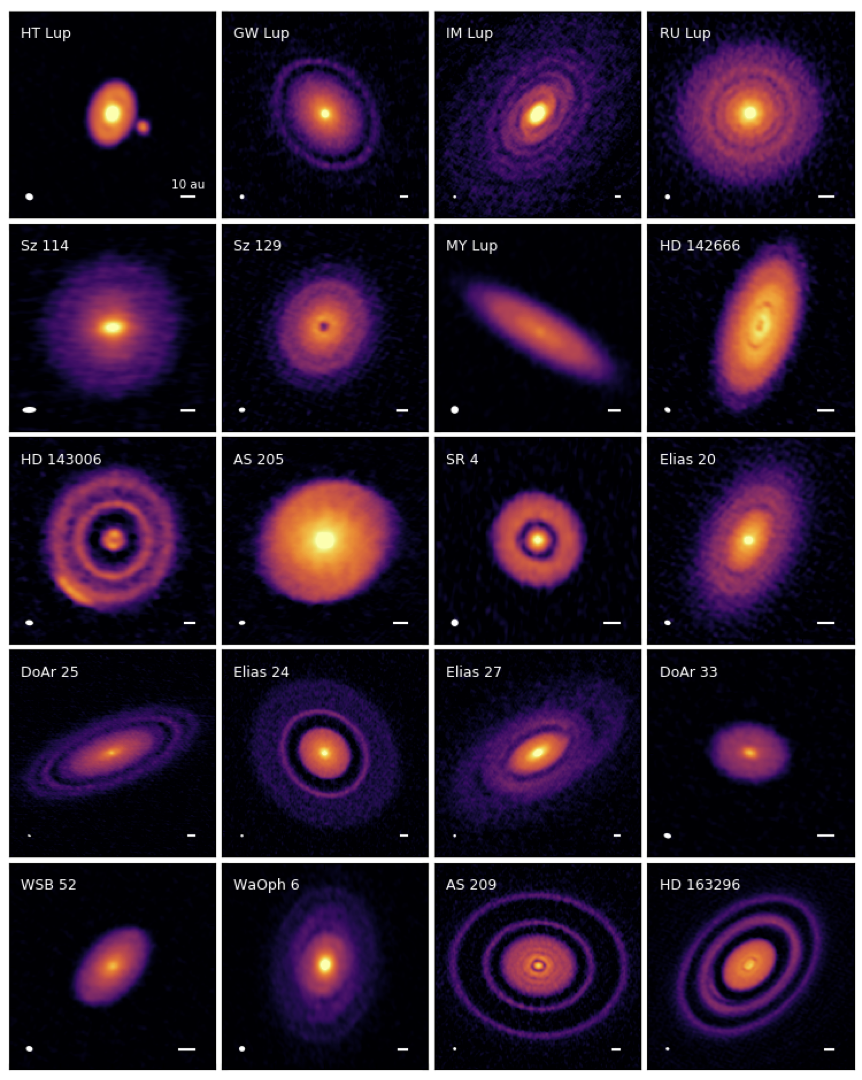 HT Lup
10 au
GW Lup
IM Lup
RU Lup
Sz 114
Sz 129
MY Lup
HD 142666
HD 143006
AS 205
SR 4
Elias 20
DoAr 25
Elias 24
Elias 27
DoAr 33
WSB 52
WaOph 6
AS 209
HD 163296